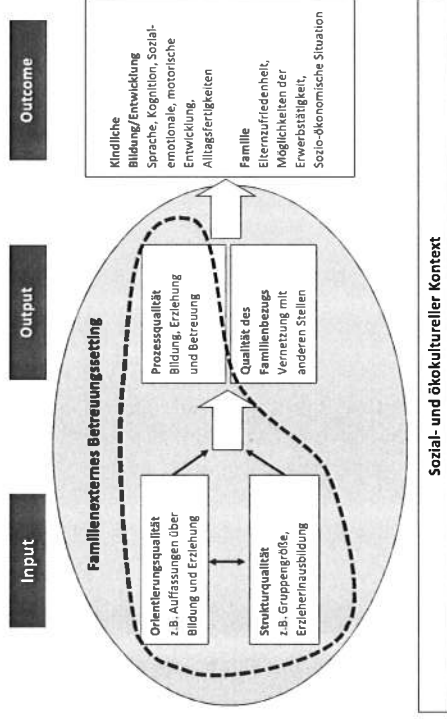 Input
Output
Outcome
Familienexternes Betreuungssetting
Orientierungsqualität
z.B. Auffassungen über
Bildung und Erziehung
Strukturqualität
z.B. Gruppengröße,
Erzieherinausbildung
Prozessqualität
Bildung, Erziehung
und Betreuung
Qualität des
Familienbezugs
Vernetzung mit
anderen Stellen
Kindliche
Bildung/Entwicklung
Sprache, Kognition, Sozial-
emotionale, motorische
Entwicklung,
Alltagsfertigkeiten
Familie
Elternzufriedenheit,
Möglichkeiten der
Erwerbstätigkeit,
Sozio-ökonomische Situation
Sozial- und ökokultureller Kontext